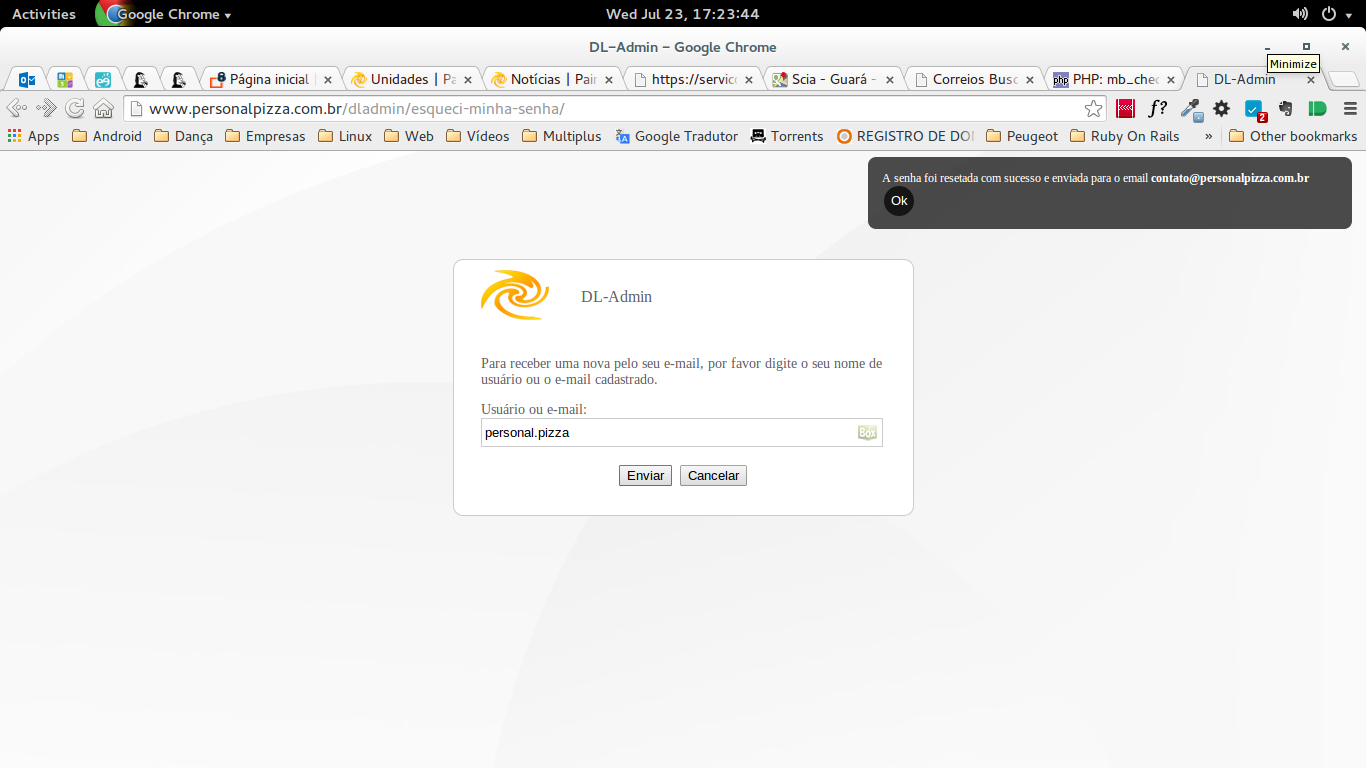 Activities
Google Chrome
Wed Jul 23, 17:23:44
DL-Admin - Google Chrome
Minimize
Página inicial
Unidades | Pa
Notícias | Pain
https://servic
Scia - Guará -
Correios Busc
PHP: mb_chec
DL-Admin
www.personalpizza.com.br/dladmin/esqueci-minha-senha/
f?
2
Apps
Android
Dança
Empresas
Linux
Web
Vídeos
Multiplus
Google Tradutor
Torrents
REGISTRO DE DOM
Peugeot
Ruby On Rails
»
Other bookmarks
A senha foi resetada com sucesso e enviada para o email contato@personalpizza.com.br
Ok
DL-Admin
Para receber uma nova pelo seu e-mail, por favor digite o seu nome de
usuário ou o e-mail cadastrado.
Usuário ou e-mail:
personal.pizza
Box
Enviar
Cancelar